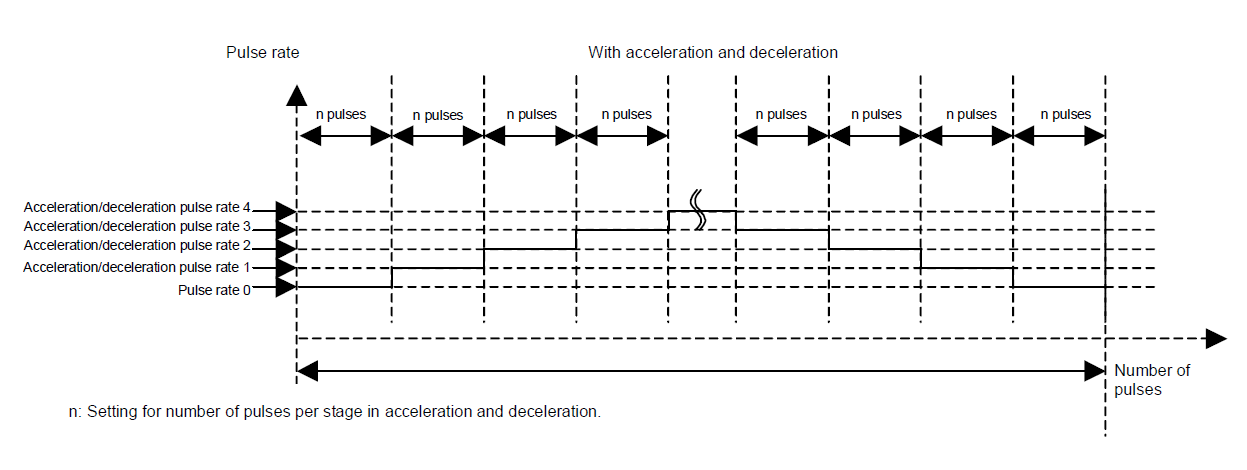 Pulse rate
With acceleration and deceleration
n pulses
n pulses
n pulses
n pulses
n pulses
n pulses
n pulses
n pulses
Acceleration/deceleration pulse rate 4
Acceleration/deceleration pulse rate 3
Acceleration/deceleration pulse rate 2
Acceleration/deceleration pulse rate 1
Pulse rate 0
Number of
pulses
n: Setting for number of pulses per stage in acceleration and deceleration.